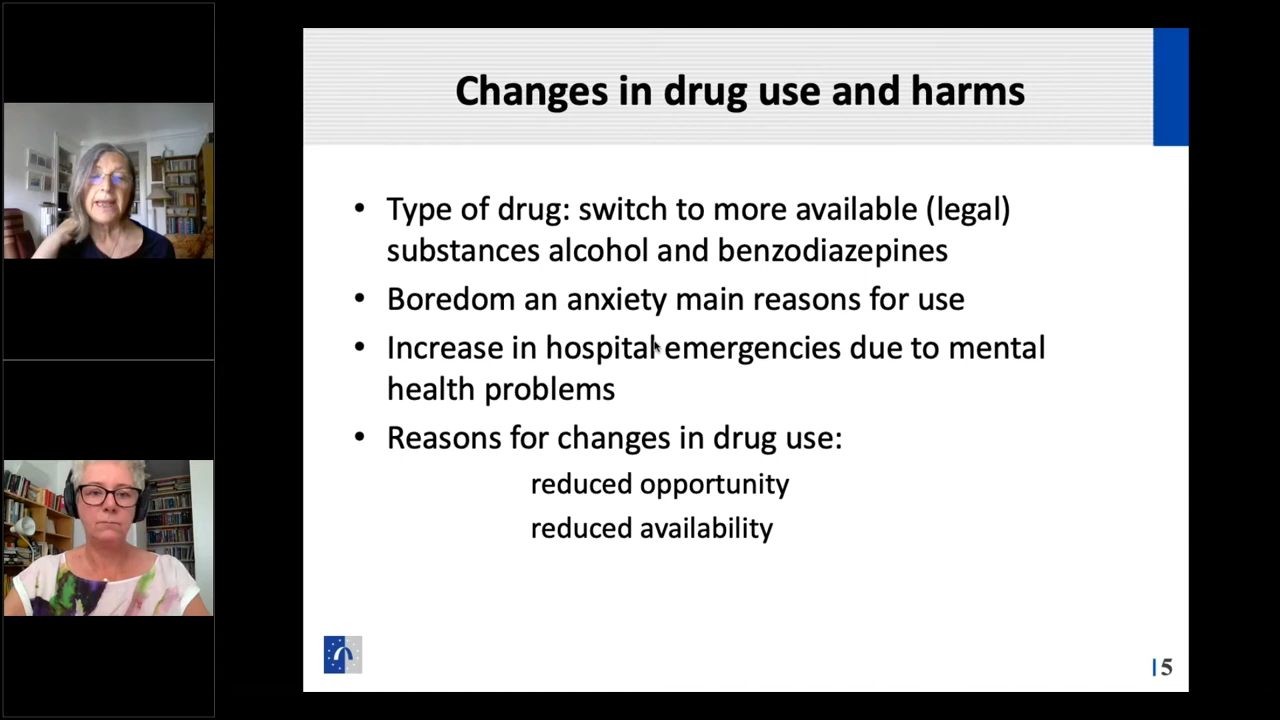 Changes in drug use and harms
• Type of drug: switch to more available (legal)
substances alcohol and benzodiazepines
• Boredom an anxiety main reasons for use
• Increase in hospital emergencies due to mental
health problems
• Reasons for changes in drug use:
reduced opportunity
reduced availability
5